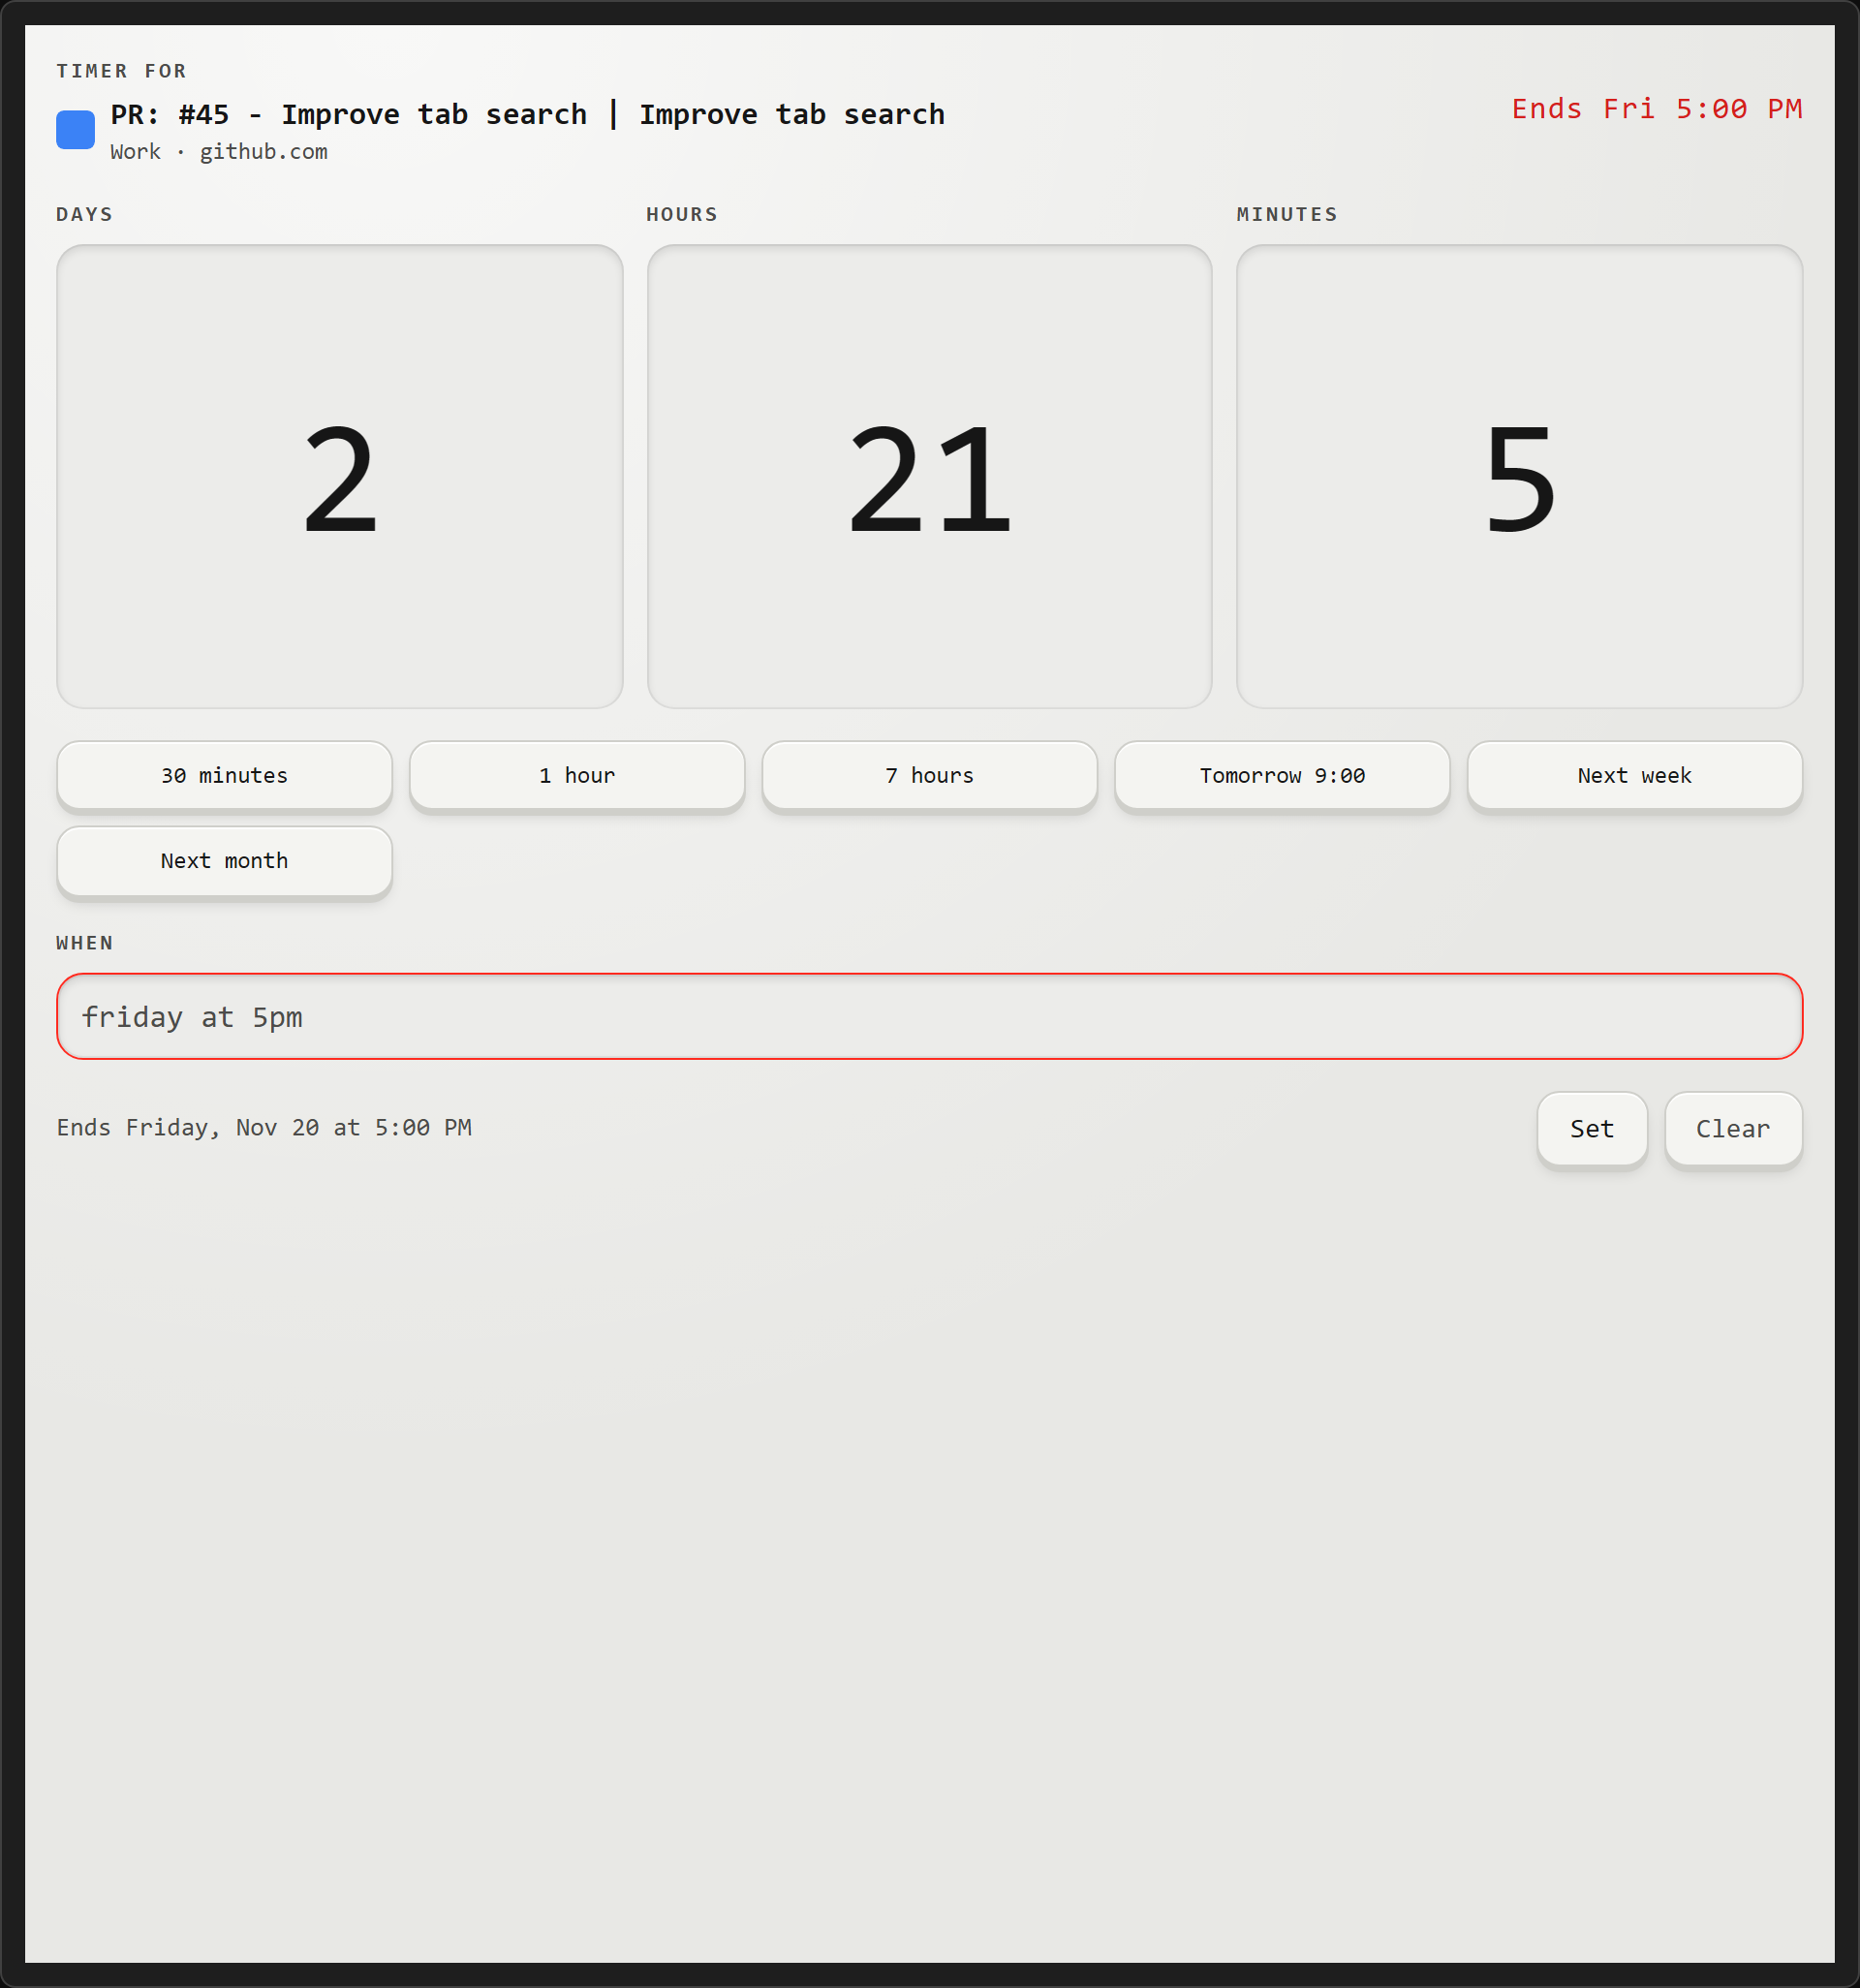 TIMER FOR
PR: #45 - Improve tab search | Improve tab search
Ends Fri 5:00 PM
Work · github.com
DAYS
HOURS
MINUTES
2
21
5
30 minutes
1 hour
7 hours
Tomorrow 9:00
Next week
Next month
WHEN
friday at 5pm
Ends Friday, Nov 20 at 5:00 PM
Set
Clear